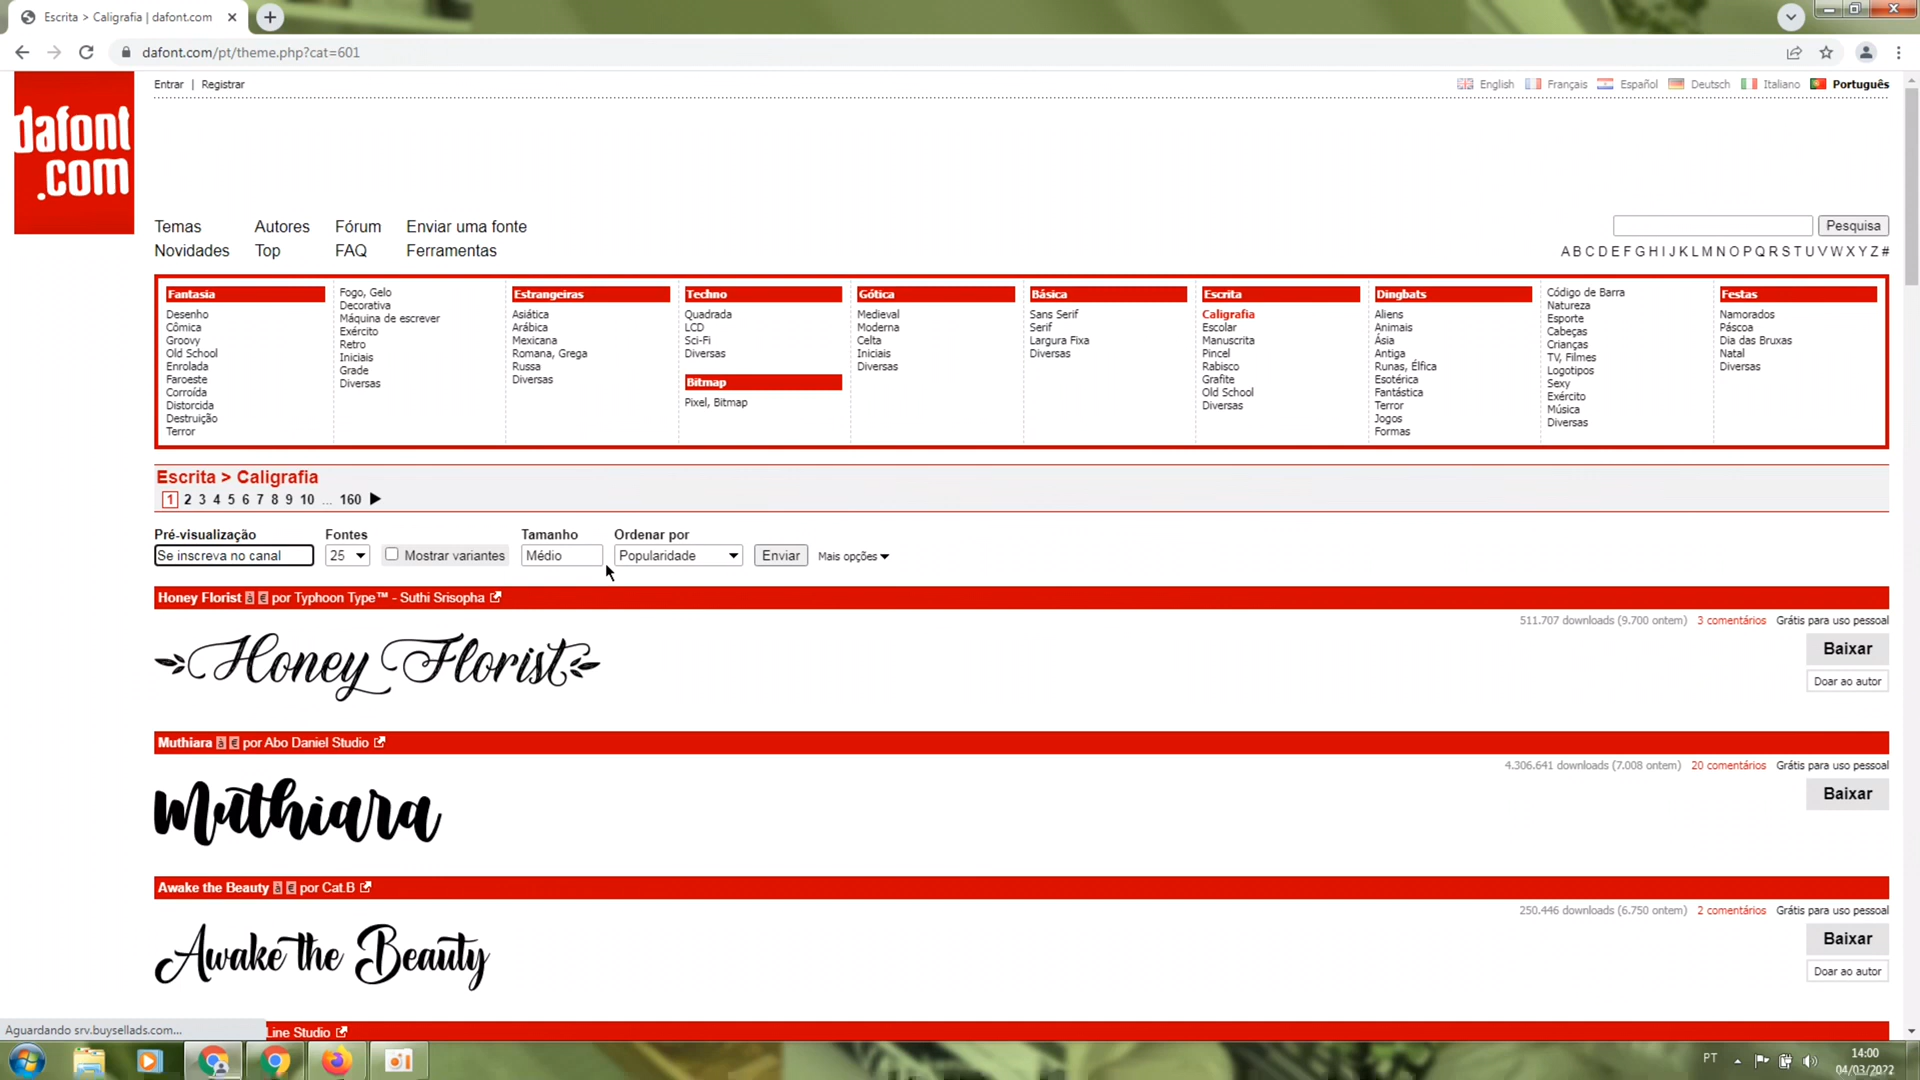 Escrita > Caligrafia | dafont.com
dafont.com/pt/theme.php?cat=601
dafont
.com
Entrar | Registrar
English Français Español Deutsch Italiano Português
Temas Autores Fórum Enviar uma fonte
Pesquisa
Novidades Top FAQ Ferramentas
A B C D E F G H I J K L M N O P Q R S T U V W X Y Z #
Fantasia
Desenho
Cômica
Groovy
Old School
Enrolada
Faroeste
Corroída
Distorcida
Destruição
Terror
Fogo, Gelo
Decorativa
Máquina de escrever
Exército
Retro
Iniciais
Grade
Diversas
Estrangeiras
Asiática
Arábica
Mexicana
Romana, Grega
Russa
Diversas
Techno
Quadrada
LCD
Sci-Fi
Diversas
Bitmap
Pixel, Bitmap
Gótica
Medieval
Moderna
Celta
Iniciais
Diversas
Básica
Sans Serif
Serif
Largura Fixa
Diversas
Escrita
Caligrafia
Escolar
Manuscrita
Pincel
Rabisco
Grafite
Old School
Diversas
Dingbats
Aliens
Animais
Ásia
Antiga
Runas, Élfica
Esotérica
Fantástica
Terror
Jogos
Formas
Código de Barra
Natureza
Esporte
Cabeças
Crianças
TV, Filmes
Logotipos
Sexy
Exército
Música
Diversas
Festas
Namorados
Páscoa
Dia das Bruxas
Natal
Diversas
Escrita > Caligrafia
1 2 3 4 5 6 7 8 9 10 ... 160
Pré-visualização Fontes Tamanho Ordenar por
Se inscreva no canal 25 Mostrar variantes Médio Popularidade Enviar Mais opções
Honey Florist à € por Typhoon Type™ - Suthi Srisopha
511.707 downloads (9.700 ontem) 3 comentários Grátis para uso pessoal
Honey Florist
Baixar
Doar ao autor
Muthiara à € por Abo Daniel Studio
4.306.641 downloads (7.008 ontem) 20 comentários Grátis para uso pessoal
Muthiara
Baixar
Awake the Beauty à € por Cat.B
250.446 downloads (6.750 ontem) 2 comentários Grátis para uso pessoal
Awake the Beauty
Baixar
Doar ao autor
Aguardando srv.buysellads.com...
Line Studio
PT
14:00
04/03/2022